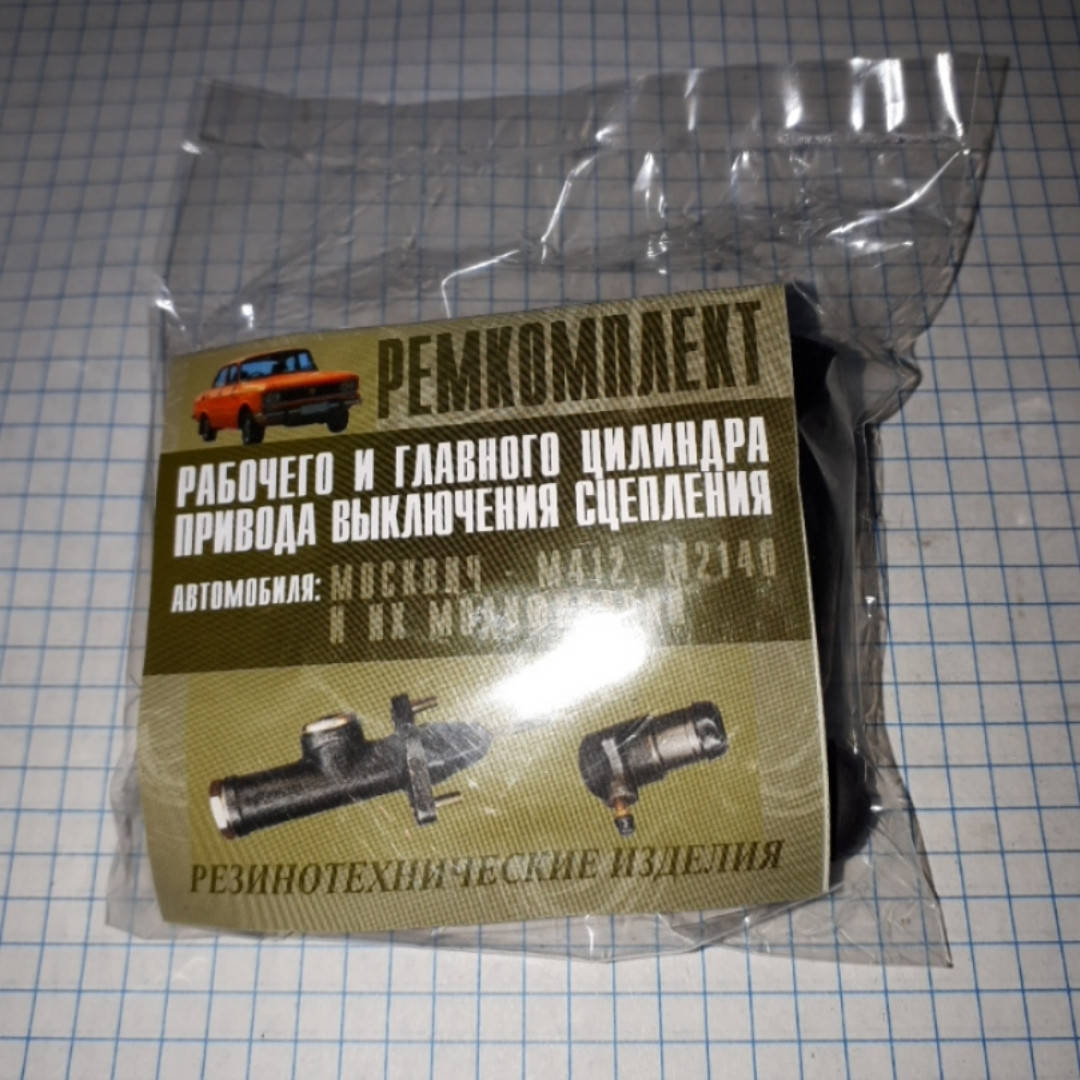 РЕМКОМПЛЕКТ
РАБОЧЕГО И ГЛАВНОГО ЦИЛИНДРА
ПРИВОДА ВЫКЛЮЧЕНИЯ СЦЕПЛЕНИЯ
АВТОМОБИЛЯ: МОСКВИЧ М412, М2140
И ИХ
РЕЗИНОТЕХНИЧЕСКИЕ ИЗДЕЛИЯ